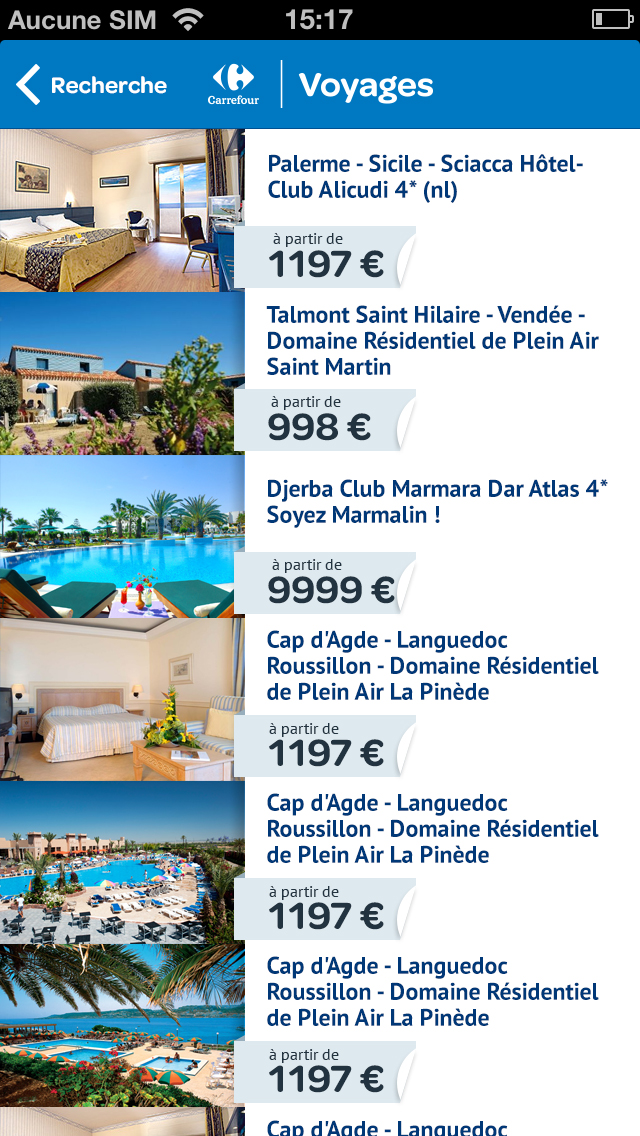 Aucune SIM 15:17
Recherche Carrefour Voyages
Palerme - Sicile - Sciacca Hôtel-
Club Alicudi 4* (nl)
à partir de
1197 €
Talmont Saint Hilaire - Vendée -
Domaine Résidentiel de Plein Air
Saint Martin
à partir de
998 €
Djerba Club Marmara Dar Atlas 4*
Soyez Marmalin !
à partir de
9999 €
Cap d'Agde - Languedoc
Roussillon - Domaine Résidentiel
de Plein Air La Pinède
à partir de
1197 €
Cap d'Agde - Languedoc
Roussillon - Domaine Résidentiel
de Plein Air La Pinède
à partir de
1197 €
Cap d'Agde - Languedoc
Roussillon - Domaine Résidentiel
de Plein Air La Pinède
à partir de
1197 €
Cap d'Agde - Languedoc